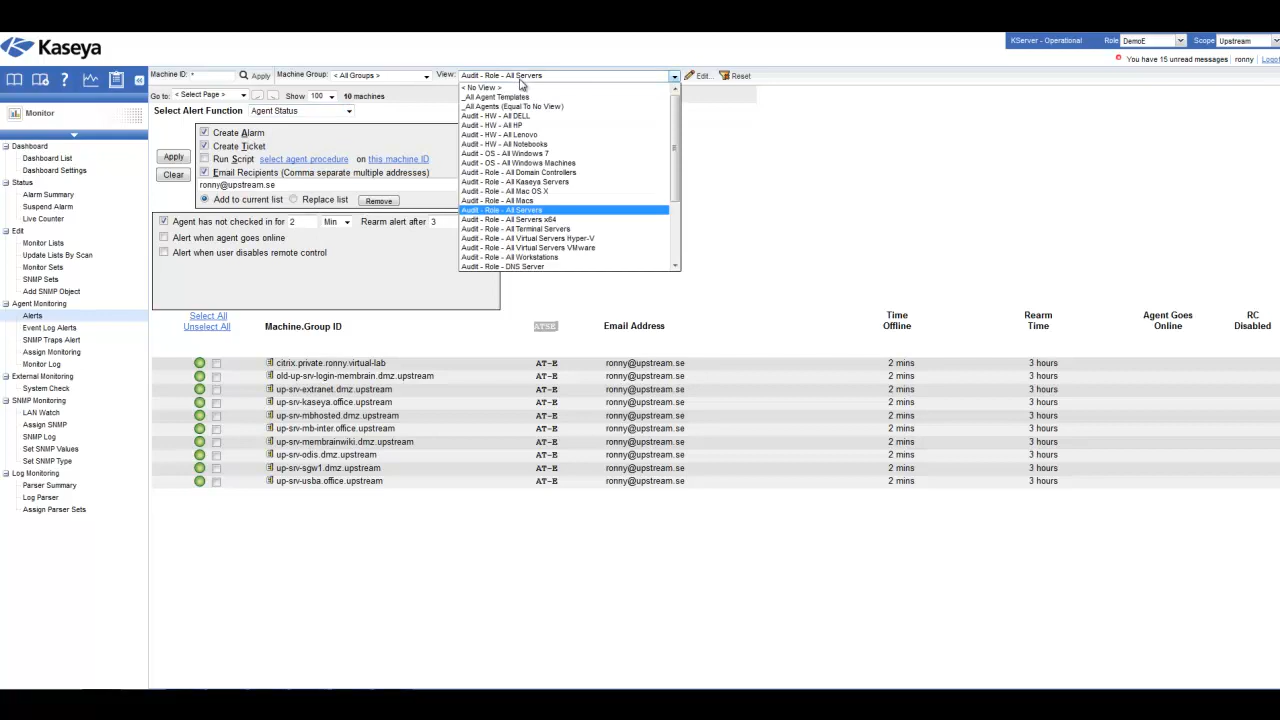 Kaseya
KServer - Operational Role DemoE Scope Upstream
You have 15 unread messages ronny Logoff
Machine ID: * Apply Machine Group: < All Groups > View: Audit - Role - All Servers Edit... Reset
Go to: < Select Page > Show 100 10 machines
Select Alert Function Agent Status
Apply
Clear
Create Alarm
Create Ticket
Run Script select agent procedure on this machine ID
Email Recipients (Comma separate multiple addresses)
ronny@upstream.se
Add to current list Replace list Remove
Agent has not checked in for 2 Min Rearm alert after 3
Alert when agent goes online
Alert when user disables remote control
< No View >
_All Agent Templates
_All Agents (Equal To No View)
Audit - HW - All DELL
Audit - HW - All HP
Audit - HW - All Lenovo
Audit - HW - All Notebooks
Audit - OS - All Windows 7
Audit - OS - All Windows Machines
Audit - Role - All Domain Controllers
Audit - Role - All Kaseya Servers
Audit - Role - All Mac OS X
Audit - Role - All Macs
Audit - Role - All Servers
Audit - Role - All Servers x64
Audit - Role - All Terminal Servers
Audit - Role - All Virtual Servers Hyper-V
Audit - Role - All Virtual Servers VMware
Audit - Role - All Workstations
Audit - Role - DNS Server
Monitor
Dashboard
Dashboard List
Dashboard Settings
Status
Alarm Summary
Suspend Alarm
Live Counter
Edit
Monitor Lists
Update Lists By Scan
Monitor Sets
SNMP Sets
Add SNMP Object
Agent Monitoring
Alerts
Event Log Alerts
SNMP Traps Alert
Assign Monitoring
Monitor Log
External Monitoring
System Check
SNMP Monitoring
LAN Watch
Assign SNMP
SNMP Log
Set SNMP Values
Set SNMP Type
Log Monitoring
Parser Summary
Log Parser
Assign Parser Sets
Select All
Unselect All
Machine.Group ID ATSE Email Address Time Offline Rearm Time Agent Goes Online RC Disabled
citrix.private.ronny.virtual-lab AT-E ronny@upstream.se 2 mins 3 hours
old-up-srv-login-membrain.dmz.upstream AT-E ronny@upstream.se 2 mins 3 hours
up-srv-extranet.dmz.upstream AT-E ronny@upstream.se 2 mins 3 hours
up-srv-kaseya.office.upstream AT-E ronny@upstream.se 2 mins 3 hours
up-srv-mbhosted.dmz.upstream AT-E ronny@upstream.se 2 mins 3 hours
up-srv-mb-inter.office.upstream AT-E ronny@upstream.se 2 mins 3 hours
up-srv-membrainwiki.dmz.upstream AT-E ronny@upstream.se 2 mins 3 hours
up-srv-odis.dmz.upstream AT-E ronny@upstream.se 2 mins 3 hours
up-srv-sgw1.dmz.upstream AT-E ronny@upstream.se 2 mins 3 hours
up-srv-usba.office.upstream AT-E ronny@upstream.se 2 mins 3 hours